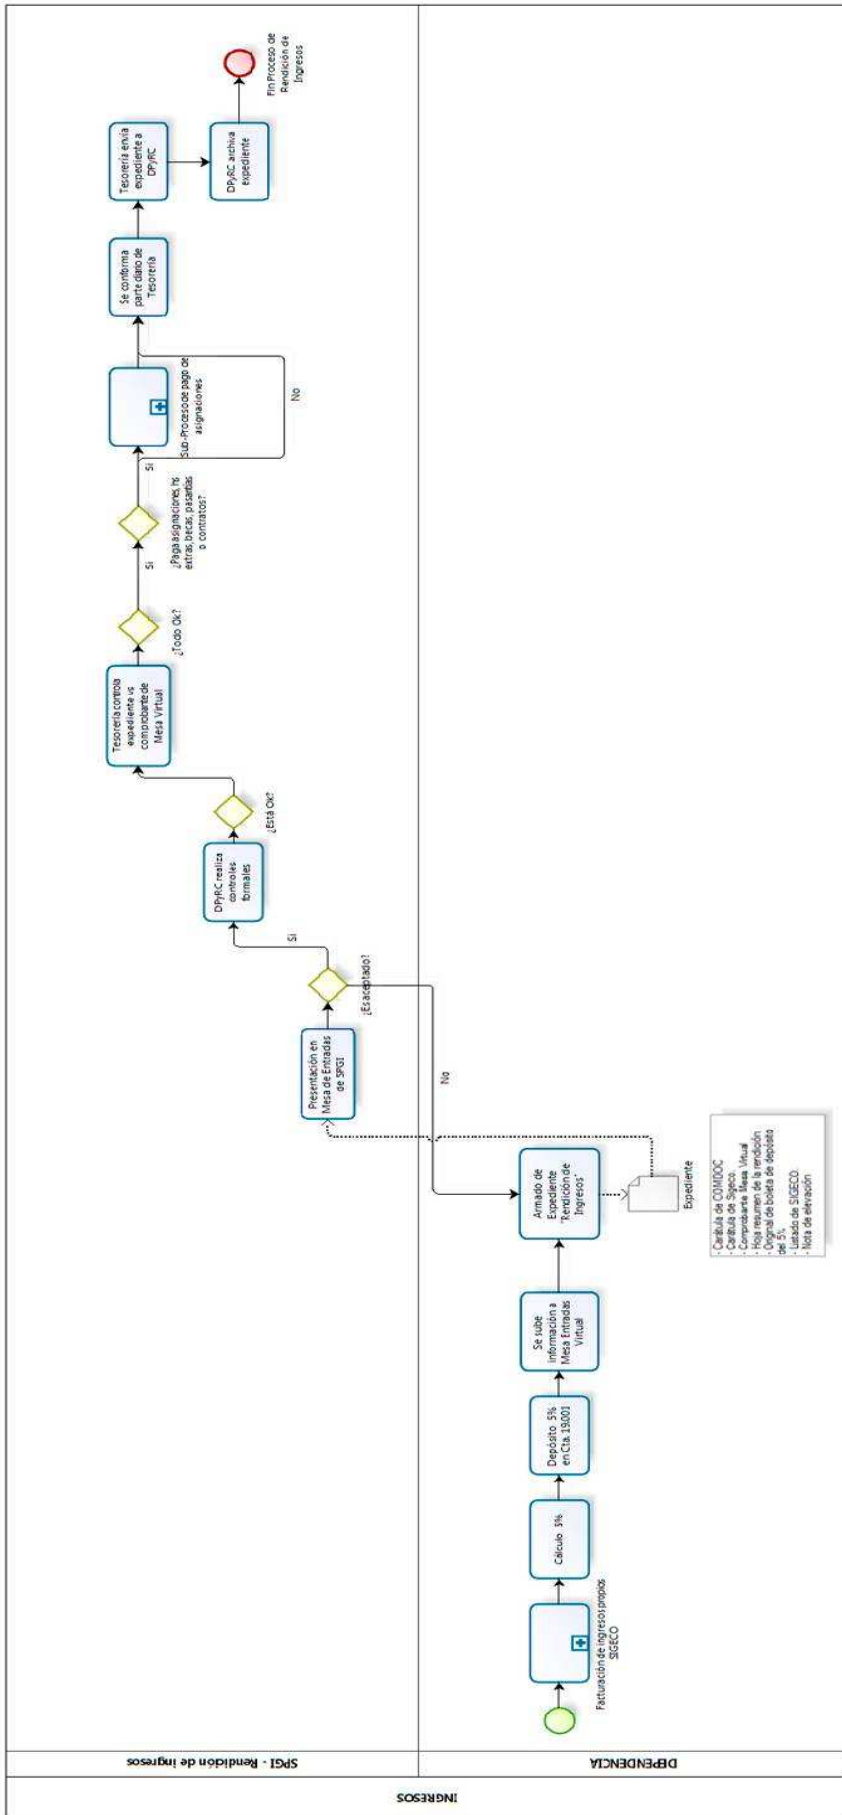 INGRESOS
SPGI - Rendición de ingresos
DEPENDENCIA
Facturación de ingresos propios
SIGECO
Cálculo 5%
Depósito 5%
en Cta. 19.001
Se sube
información a
Mesa Entradas
Virtual
Armado de
Expediente
"Rendición de
Ingresos"
Expediente
- Carátula de COMDOC
- Carátula de Sigeco.
- Comprobante Mesa Virtual
- Hoja resumen de la rendición
- Original de boleta de depósito
del 5%
- Listado de SIGECO.
- Nota de elevación
Presentación en
Mesa de Entradas
de SPGI
¿Es aceptado?
No
Si
DPyRC realiza
controles
formales
¿Está Ok?
Tesorería controla
expediente vs
comprobante de
Mesa Virtual
¿Todo Ok?
Si
¿Paga asignaciones, hs
extras, becas, pasantías
o contratos?
Si
No
Sub-Proceso de pago de
asignaciones
Se conforma
parte diario de
Tesorería
Tesorería envía
expediente a
DPyRC
DPyRC archiva
expediente
Fin Proceso de
Rendición de
Ingresos